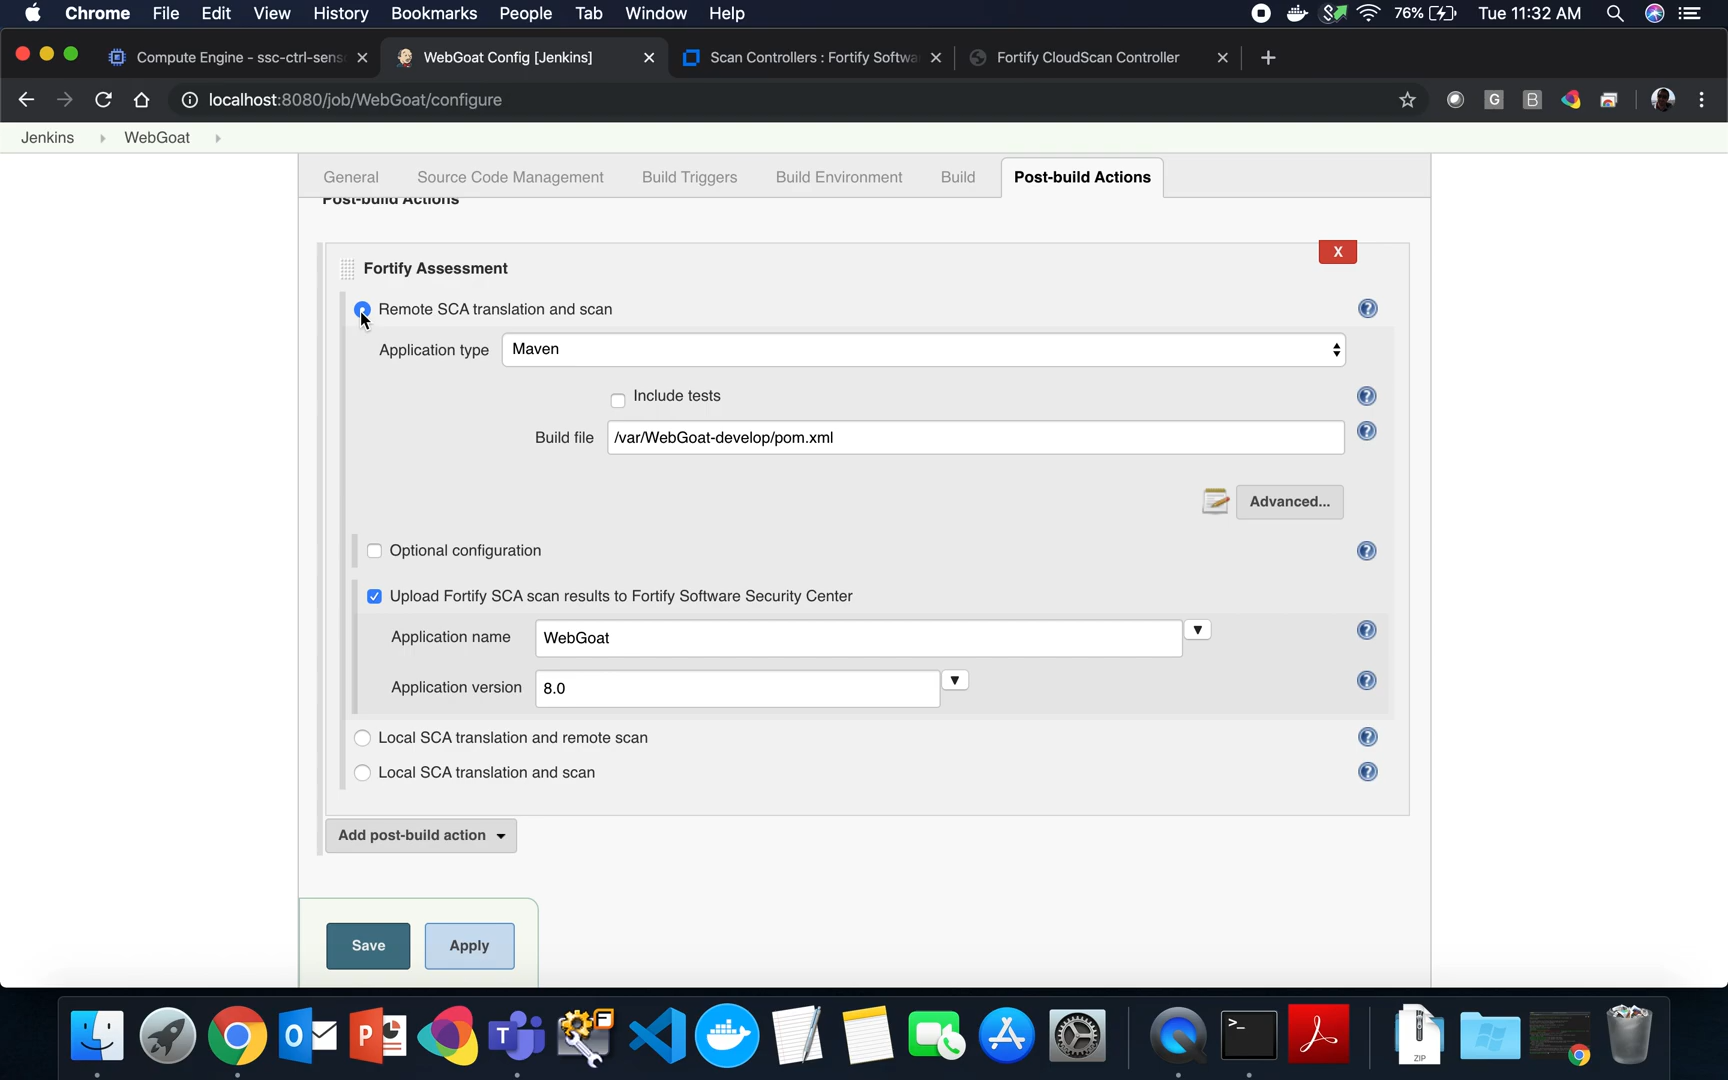 Chrome File Edit View History Bookmarks People Tab Window Help 76% Tue 11:32 AM
Compute Engine - ssc-ctrl-sens WebGoat Config [Jenkins] Scan Controllers : Fortify Softwa Fortify CloudScan Controller
localhost:8080/job/WebGoat/configure G B
Jenkins WebGoat
General Source Code Management Build Triggers Build Environment Build Post-build Actions
Post-build Actions
X
Fortify Assessment
Remote SCA translation and scan ?
Application type Maven
Include tests ?
Build file /var/WebGoat-develop/pom.xml ?
Advanced...
Optional configuration ?
Upload Fortify SCA scan results to Fortify Software Security Center
Application name WebGoat ?
Application version 8.0 ?
Local SCA translation and remote scan ?
Local SCA translation and scan ?
Add post-build action
Save Apply
ZIP